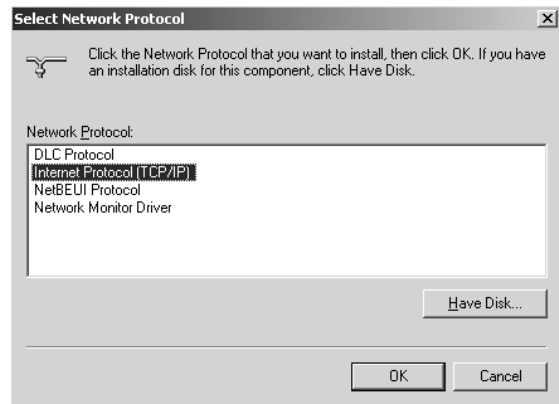 Select Network Protocol
Click the Network Protocol that you want to install, then click OK. If you have
an installation disk for this component, click Have Disk.
Network Protocol:
DLC Protocol
Internet Protocol (TCP/IP)
NetBEUI Protocol
Network Monitor Driver
Have Disk...
OK
Cancel